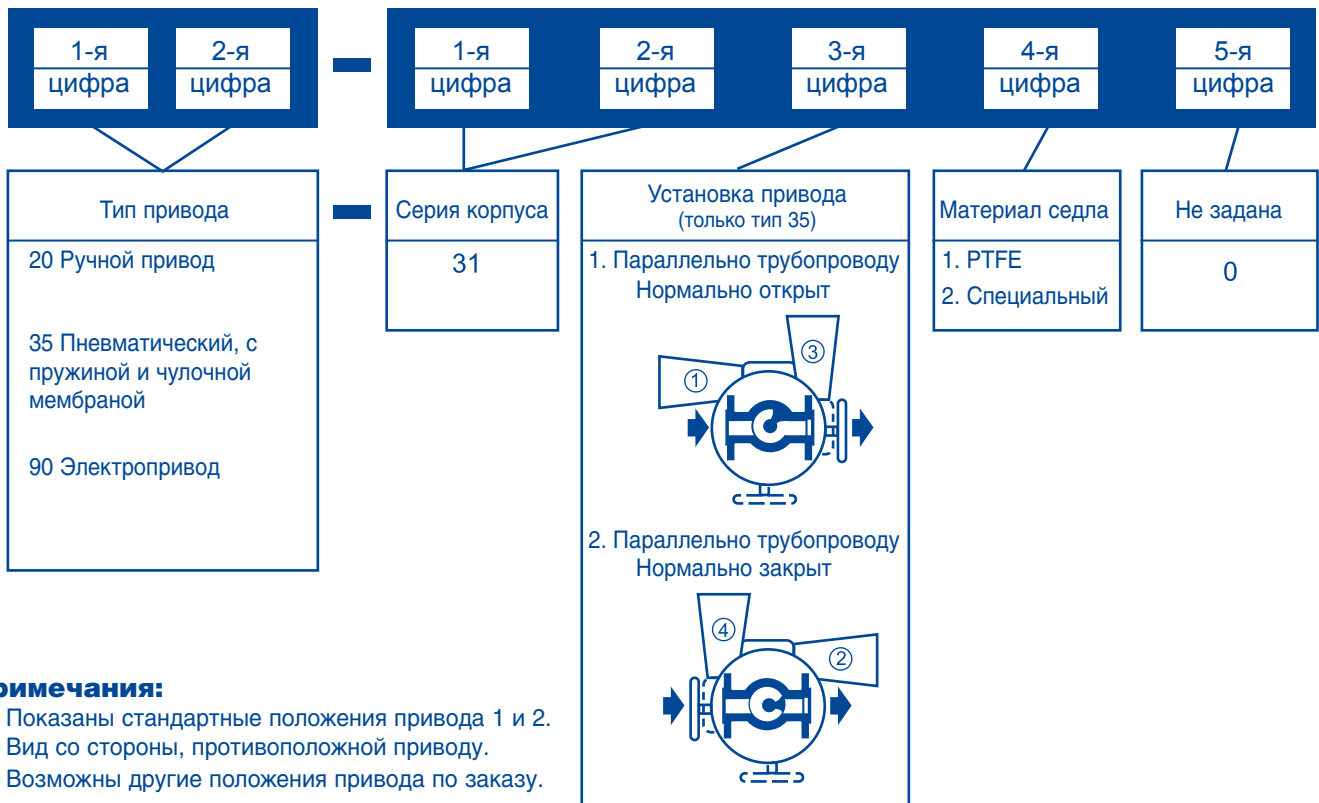 1-я 2-я 1-я 2-я 3-я 4-я 5-я
цифра цифра цифра цифра цифра цифра цифра
Тип привода
20 Ручной привод
35 Пневматический, с
пружиной и чулочной
мембраной
90 Электропривод
Серия корпуса
31
Установка привода
(только тип 35)
1. Параллельно трубопроводу
Нормально открыт
① ③
2. Параллельно трубопроводу
Нормально закрыт
④ ②
Материал седла
1. PTFE
2. Специальный
Не задана
0
римечания:
Показаны стандартные положения привода 1 и 2.
Вид со стороны, противоположной приводу.
Возможны другие положения привода по заказу.